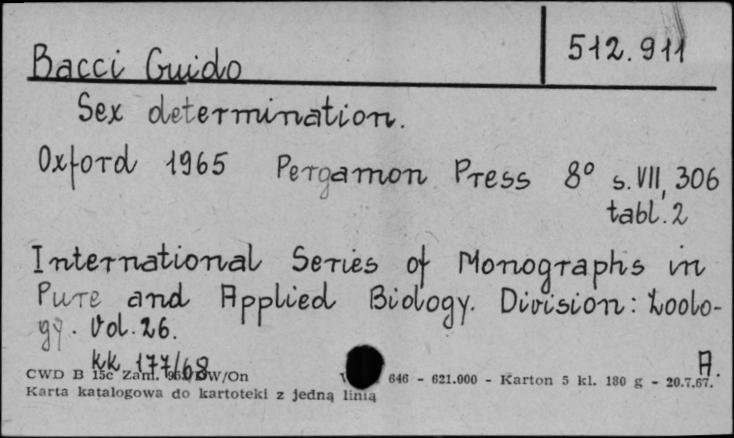 Bacci Guido
512.911
Sex determination.
Oxford 1965 Pergamon Press 8° s. VII, 306
tabl. 2
International Series of Monographs in
Pure and Applied Biology. Division: Zoolo-
gy. Vol. 26.
kk 177/68
A.
CWD B 15c Zam. W/On 646 - 621.000 - Karton 5 kl. 180 g - 20.7.67.
Karta katalogowa do kartoteki z jedną linią